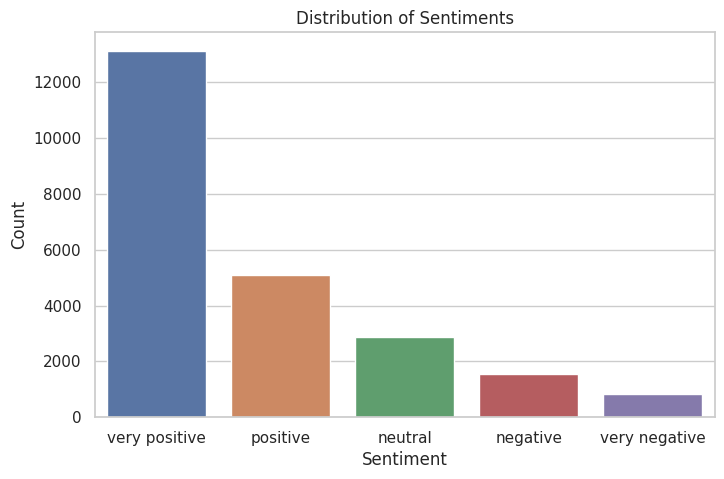 Distribution of Sentiments
12000
10000
8000
6000
4000
2000
0
Count
very positive
positive
neutral
negative
very negative
Sentiment